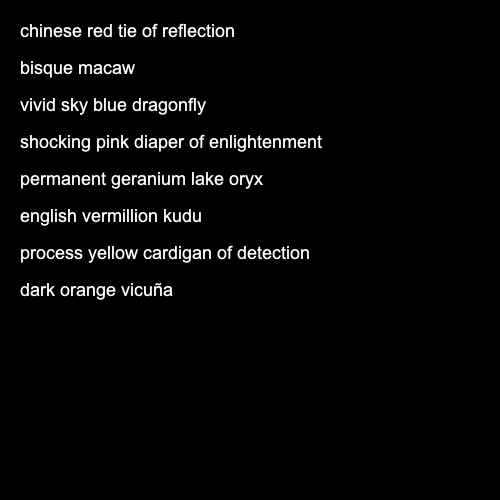 chinese red tie of reflection
bisque macaw
vivid sky blue dragonfly
shocking pink diaper of enlightenment
permanent geranium lake oryx
english vermillion kudu
process yellow cardigan of detection
dark orange vicuña